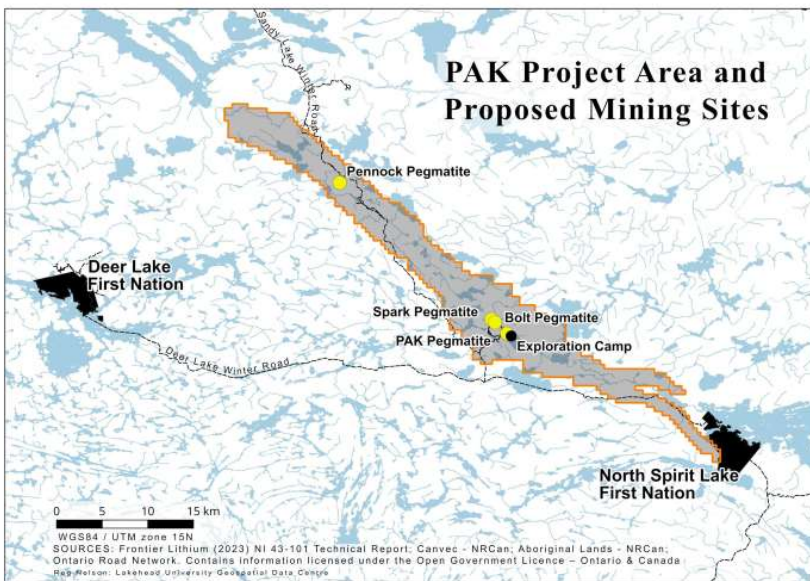 PAK Project Area and
Proposed Mining Sites
Sandy Lake Winter Road
Pennock Pegmatite
Deer Lake
First Nation
Spark Pegmatite
Bolt Pegmatite
PAK Pegmatite
Exploration Camp
Deer Lake Winter Road
North Spirit Lake
First Nation
0 5 10 15 km
WGS84 / UTM zone 15N
SOURCES: Frontier Lithium (2023) NI 43-101 Technical Report; Canvec - NRCan; Aboriginal Lands - NRCan;
Ontario Road Network. Contains information licensed under the Open Government Licence – Ontario & Canada
Reg Nelson: Lakehead University Geospatial Data Centre